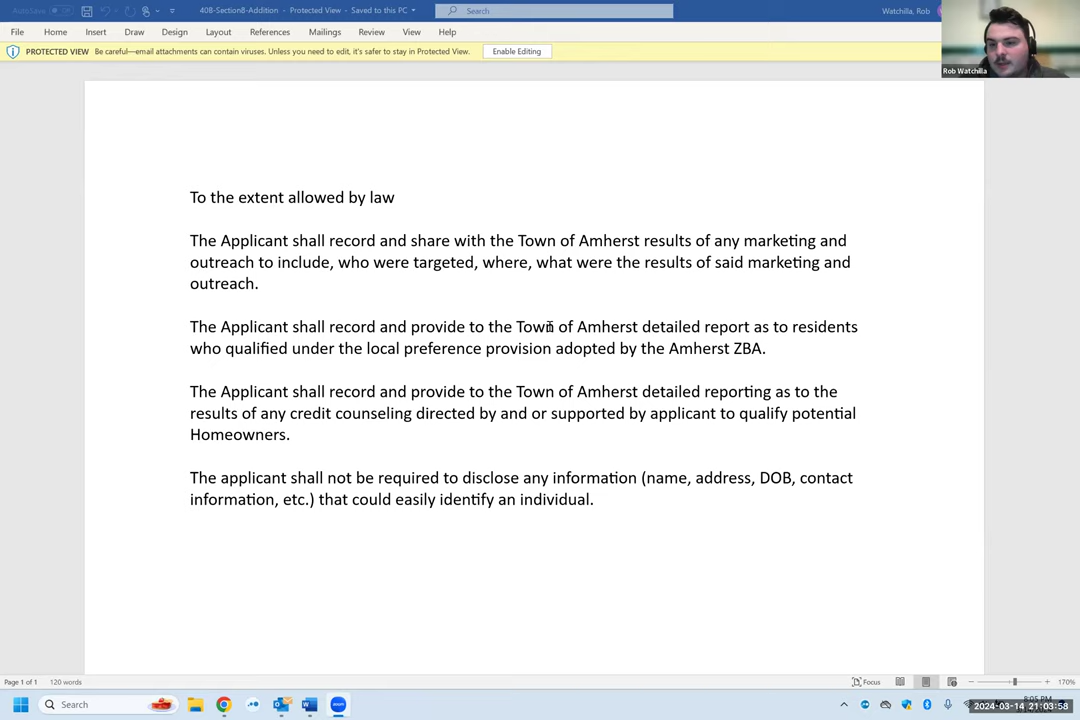 40B-SectionB-Addition - Protected View - Saved to this PC
Search
Watchilla, Rob
File Home Insert Draw Design Layout References Mailings Review View Help
PROTECTED VIEW Be careful—email attachments can contain viruses. Unless you need to edit, it's safer to stay in Protected View. Enable Editing
Rob Watchilla
To the extent allowed by law
The Applicant shall record and share with the Town of Amherst results of any marketing and
outreach to include, who were targeted, where, what were the results of said marketing and
outreach.
The Applicant shall record and provide to the Town of Amherst detailed report as to residents
who qualified under the local preference provision adopted by the Amherst ZBA.
The Applicant shall record and provide to the Town of Amherst detailed reporting as to the
results of any credit counseling directed by and or supported by applicant to qualify potential
Homeowners.
The applicant shall not be required to disclose any information (name, address, DOB, contact
information, etc.) that could easily identify an individual.
Page 1 of 1 120 words Focus 170%
Search
8:05 PM
2024-03-14 21:03:58